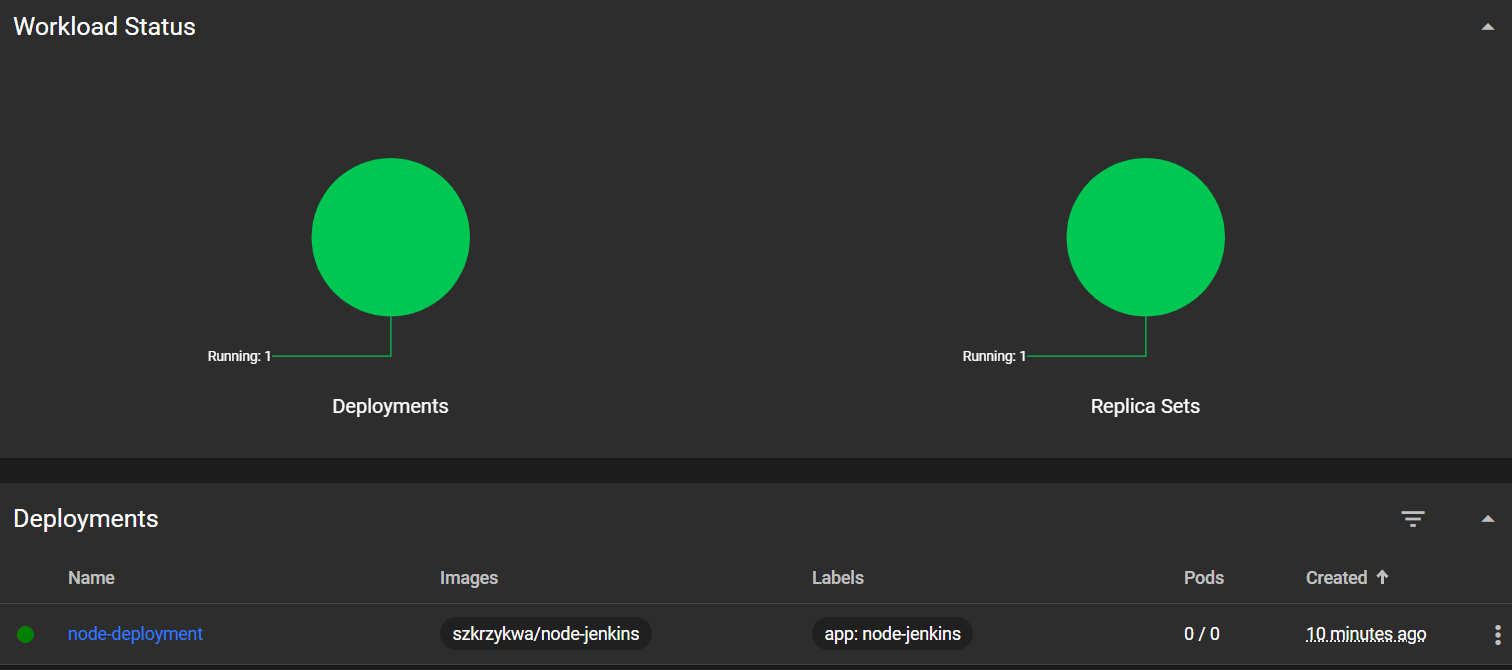 Workload Status
Running: 1
Running: 1
Deployments
Replica Sets
Deployments
Name Images Labels Pods Created
node-deployment szkrzykwa/node-jenkins app: node-jenkins 0 / 0 10 minutes ago